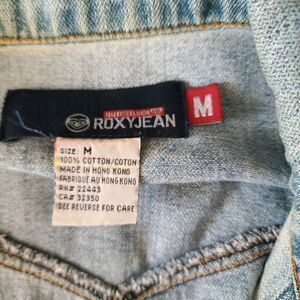 QUIKSILVER
ROXYJEAN
M
SIZE: M
100% COTTON/COTON
MADE IN HONG KONG
FABRIQUE AU HONG KONG
RN# 22443
CA# 32350
SEE REVERSE FOR CARE